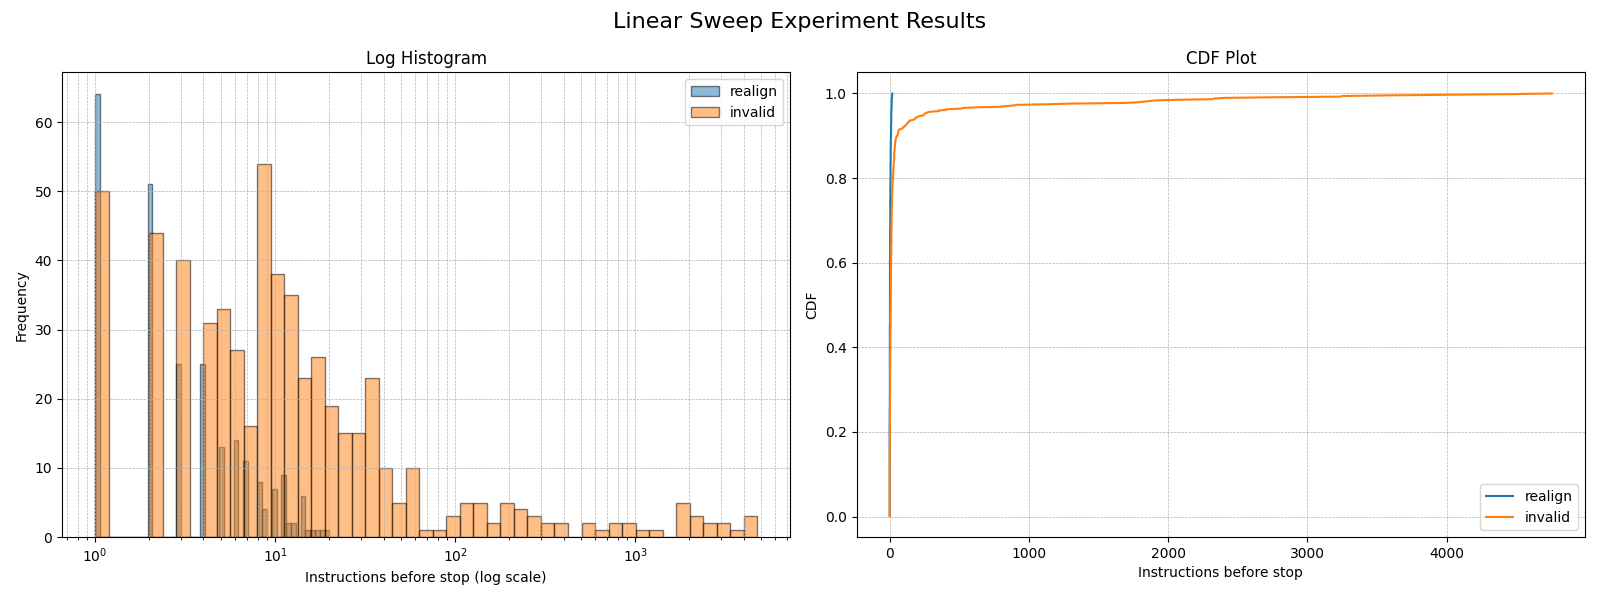 Linear Sweep Experiment Results
Log Histogram
realign
invalid
60
50
40
30
20
10
0
Frequency
10⁰
10¹
10²
10³
Instructions before stop (log scale)
CDF Plot
1.0
0.8
0.6
0.4
0.2
0.0
CDF
realign
invalid
0
1000
2000
3000
4000
Instructions before stop